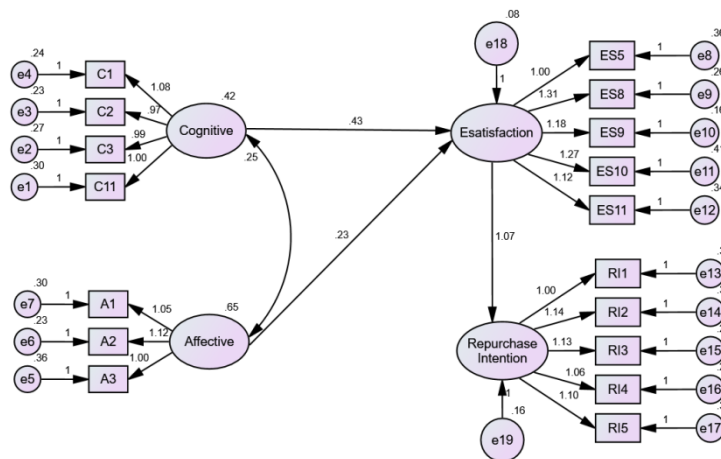 .24
e4 1 C1
.23
e3 1 C2
.27
e2 1 C3
.30
e1 1 C11
1.08
.97
.99
1.00
.42
Cognitive
.25
.43
.30
e7 1 A1
.23
e6 1 A2
.36
e5 1 A3
1.05
1.12
1.00
.65
Affective
.23
.08
e18
1
Esatisfaction
1.00
1.31
1.18
1.27
1.12
ES5 1 e8
ES8 1 e9
ES9 1 e10
ES10 1 e11
ES11 1 e12
1.07
Repurchase
Intention
1
.16
e19
1.00
1.14
1.13
1.06
1.10
RI1 1 e13
RI2 1 e14
RI3 1 e15
RI4 1 e16
RI5 1 e17